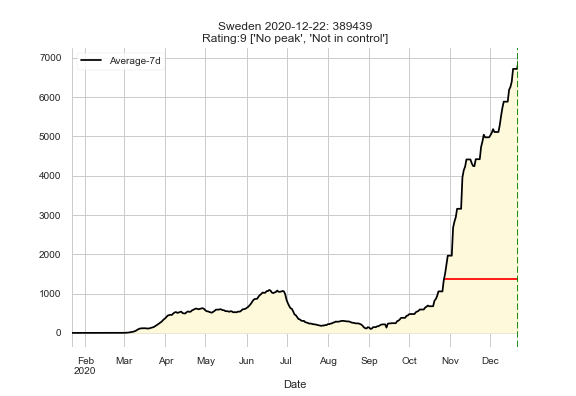 Sweden 2020-12-22: 389439
Rating:9 ['No peak', 'Not in control']
Average-7d
7000
6000
5000
4000
3000
2000
1000
0
Feb Mar Apr May Jun Jul Aug Sep Oct Nov Dec
2020
Date